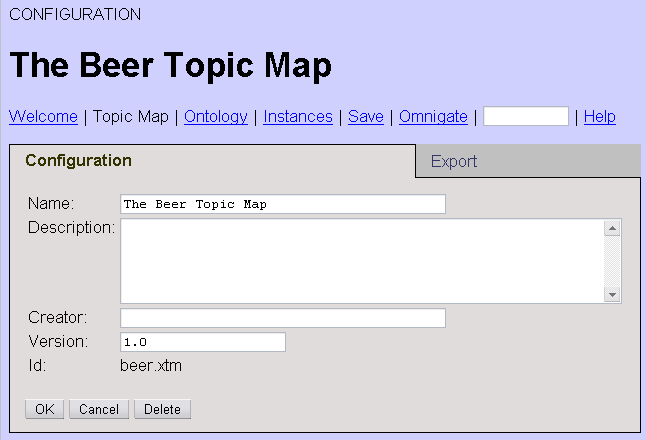 CONFIGURATION
The Beer Topic Map
Welcome | Topic Map | Ontology | Instances | Save | Omnigate | | Help
Configuration Export
Name: The Beer Topic Map
Description:
Creator:
Version: 1.0
Id: beer.xtm
OK Cancel Delete